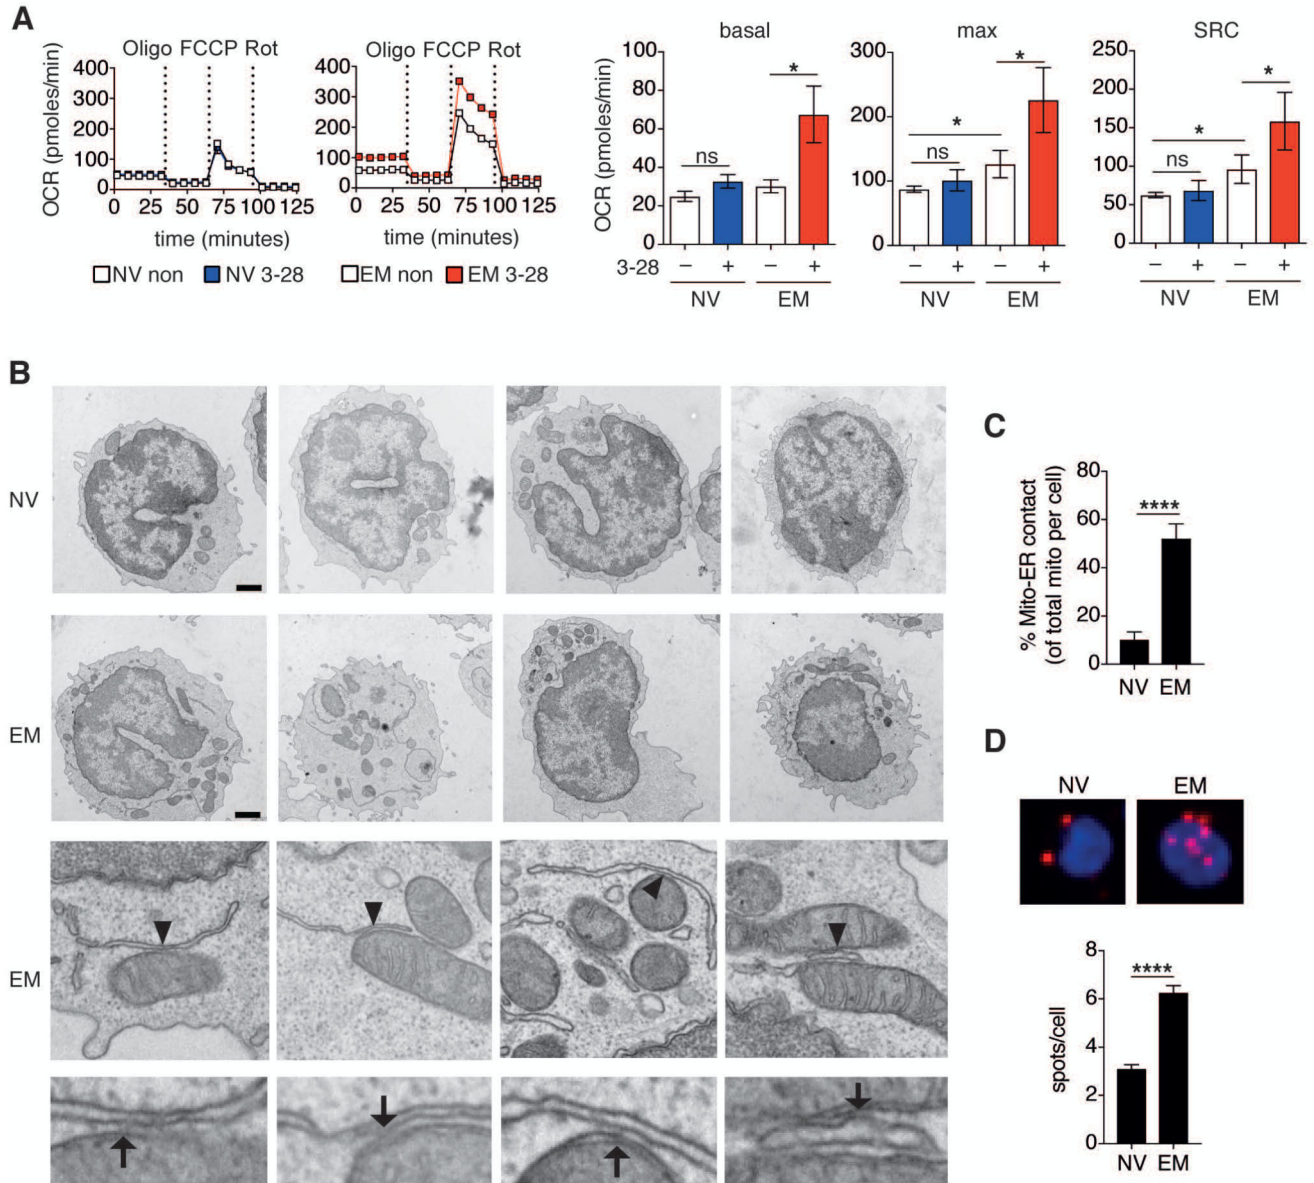 A
Oligo FCCP Rot
OCR (pmoles/min)
400
300
200
100
0
0 25 50 75 100 125
time (minutes)
NV non NV 3-28
Oligo FCCP Rot
400
300
200
100
0
0 25 50 75 100 125
time (minutes)
EM non EM 3-28
basal
OCR (pmoles/min)
100
80
60
40
20
0
ns
*
3-28 − + − +
NV EM
max
300
200
100
0
ns
*
*
− + − +
NV EM
SRC
250
200
150
100
50
0
ns
*
*
− + − +
NV EM
B
NV
EM
EM
C
% Mito-ER contact
(of total mito per cell)
80
60
40
20
0
****
NV EM
D
NV EM
spots/cell
8
6
4
2
0
****
NV EM